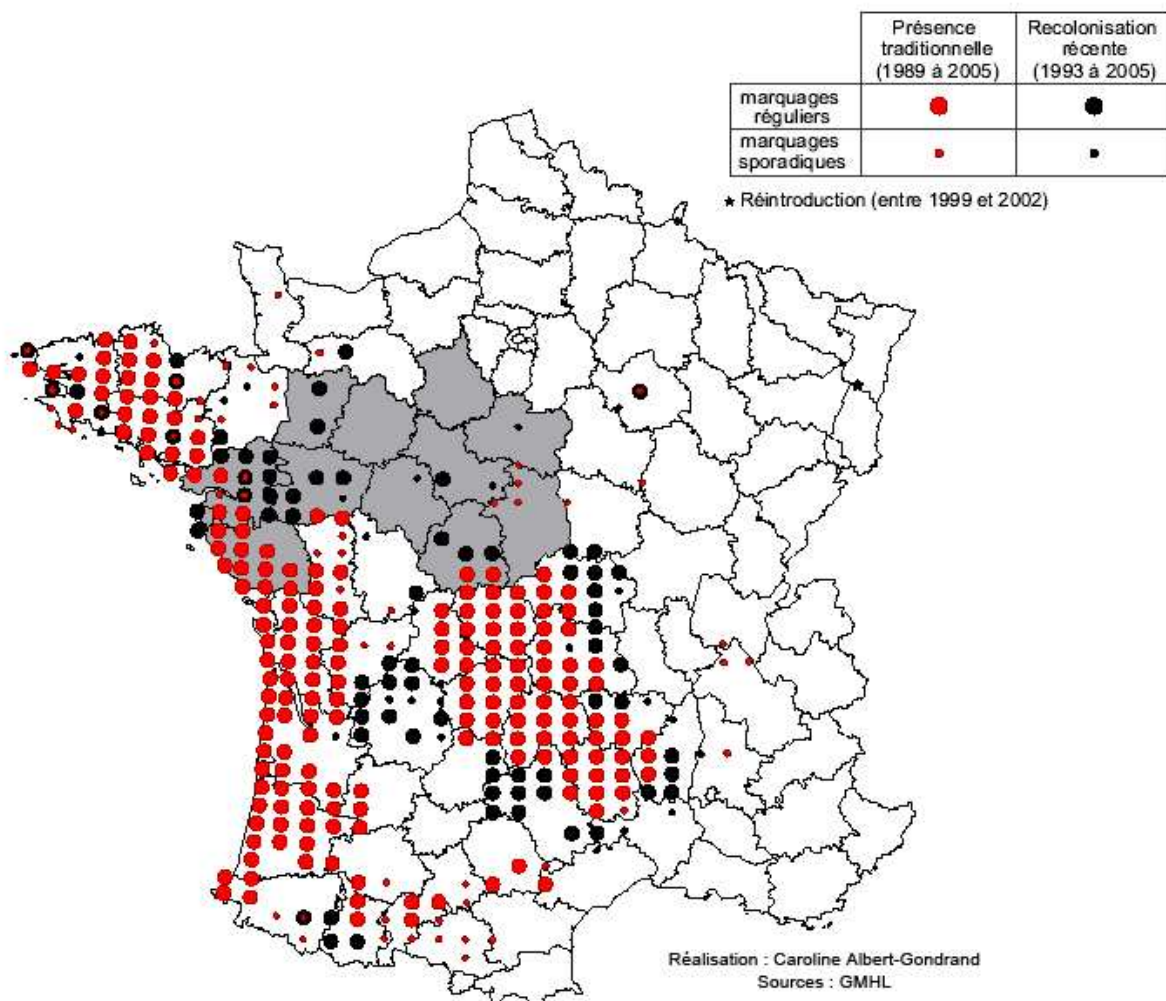 Présence
traditionnelle
(1989 à 2005)
Recolonisation
récente
(1993 à 2005)
marquages
réguliers
marquages
sporadiques
★ Réintroduction (entre 1999 et 2002)
Réalisation : Caroline Albert-Gondrand
Sources : GMHL